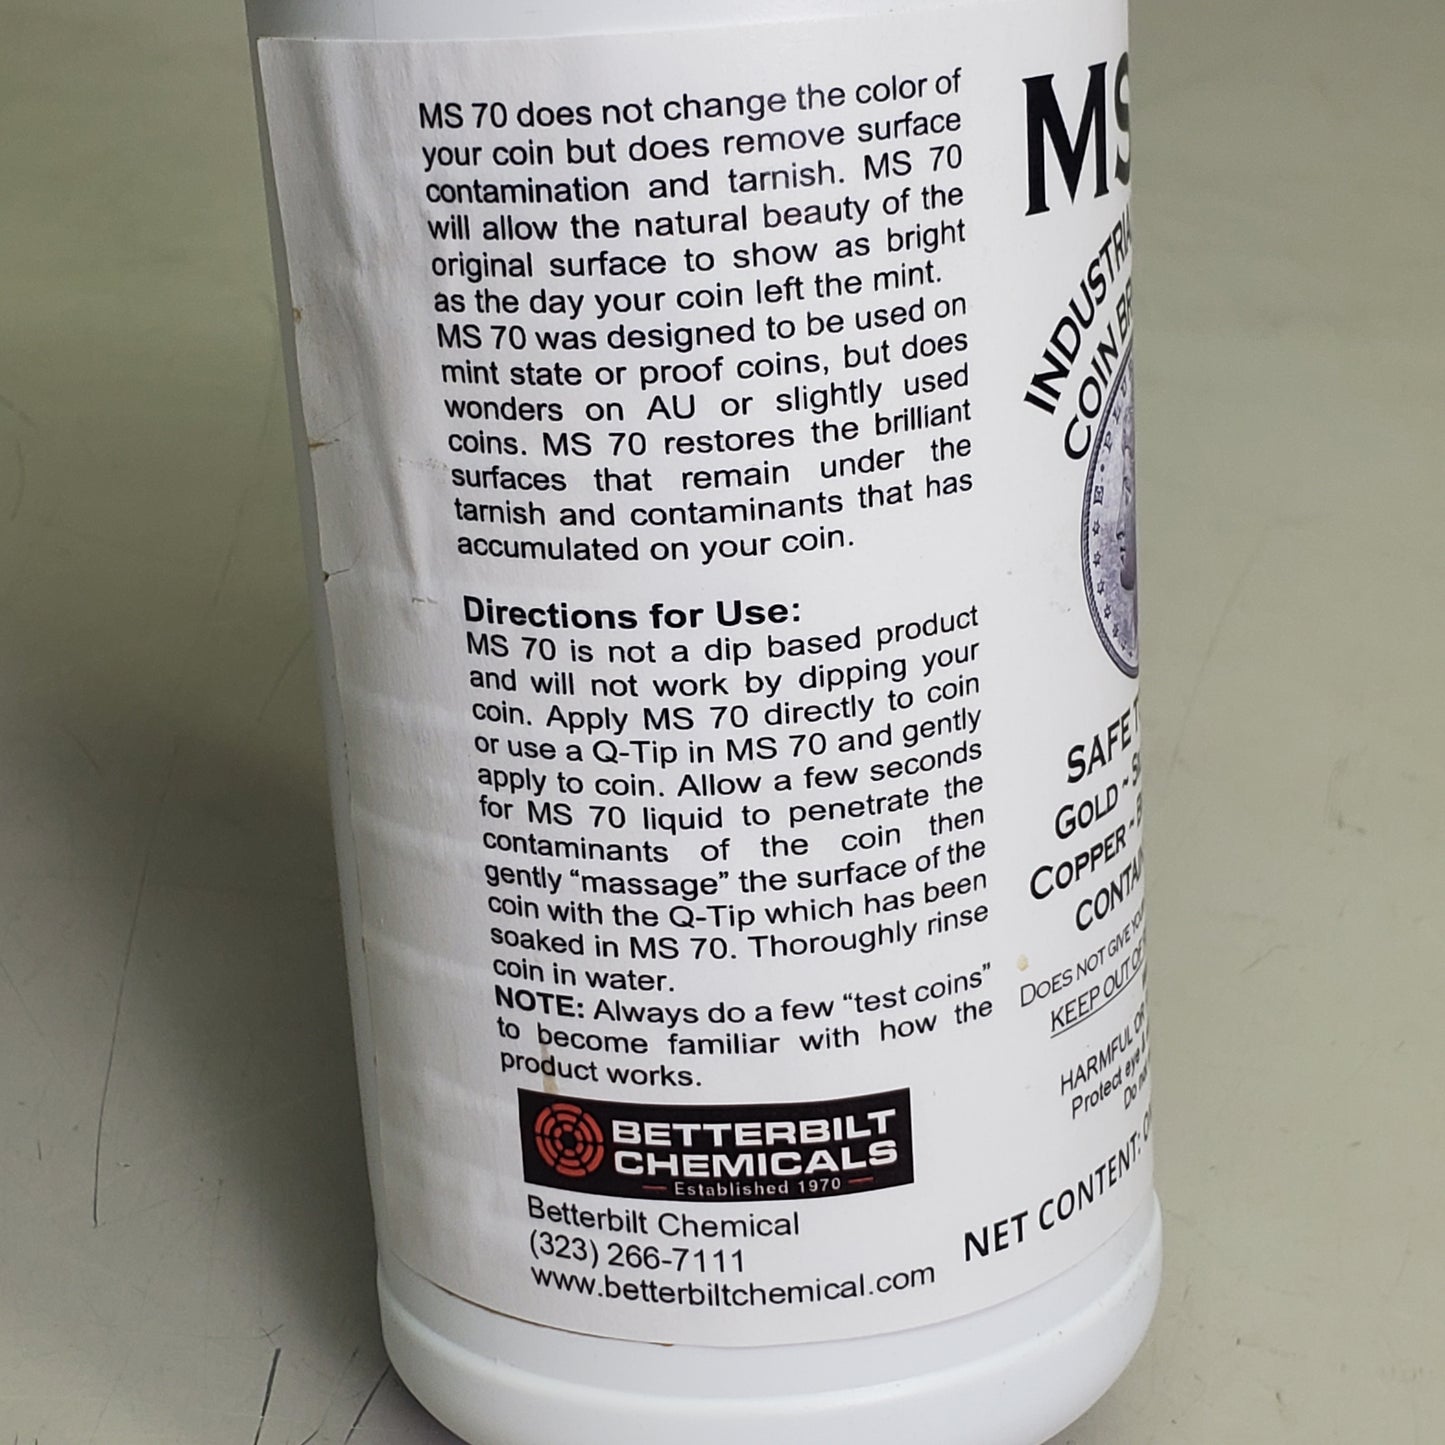 MS 70 does not change the color of
your coin but does remove surface
contamination and tarnish. MS 70
will allow the natural beauty of the
original surface to show as bright
as the day your coin left the mint.
MS 70 was designed to be used on
mint state or proof coins, but does
wonders on AU or slightly used
coins. MS 70 restores the brilliant
surfaces that remain under the
tarnish and contaminants that has
accumulated on your coin.
Directions for Use:
MS 70 is not a dip based product
and will not work by dipping your
coin. Apply MS 70 directly to coin
or use a Q-Tip in MS 70 and gently
apply to coin. Allow a few seconds
for MS 70 liquid to penetrate the
contaminants of the coin then
gently “massage” the surface of the
coin with the Q-Tip which has been
soaked in MS 70. Thoroughly rinse
coin in water.
NOTE: Always do a few “test coins”
to become familiar with how the
product works.
BETTERBILT
CHEMICALS
Established 1970
Betterbilt Chemical
(323) 266-7111
www.betterbiltchemical.com
MS
COIN
SAFE
GOLD ~
COPPER ~
DOES NOT GIVE
KEEP OUT OF
HARMFUL OR
Protect eye &
Do not
NET CONTENT: